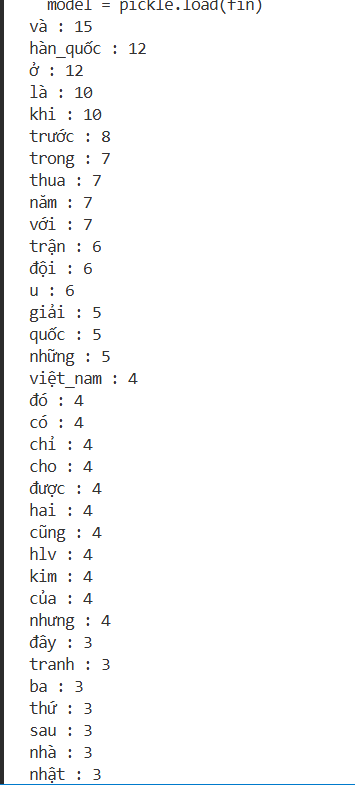 model = pickle.load(fin)
và : 15
hàn_quốc : 12
ở : 12
là : 10
khi : 10
trước : 8
trong : 7
thua : 7
năm : 7
với : 7
trận : 6
đội : 6
u : 6
giải : 5
quốc : 5
những : 5
việt_nam : 4
đó : 4
có : 4
chỉ : 4
cho : 4
được : 4
hai : 4
cũng : 4
hlv : 4
kim : 4
của : 4
nhưng : 4
đây : 3
tranh : 3
ba : 3
thứ : 3
sau : 3
nhà : 3
nhật : 3